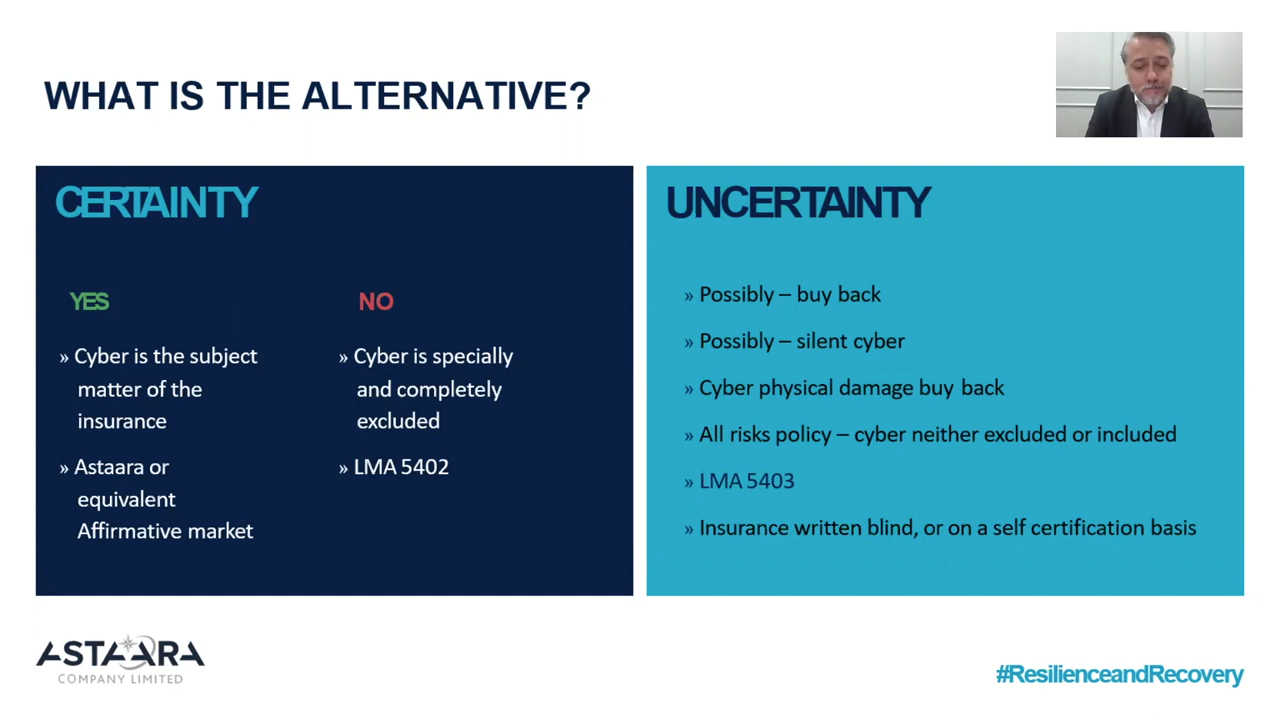 WHAT IS THE ALTERNATIVE?
CERTAINTY
YES
» Cyber is the subject
matter of the
insurance
» Astaara or
equivalent
Affirmative market
NO
» Cyber is specially
and completely
excluded
» LMA 5402
UNCERTAINTY
» Possibly – buy back
» Possibly – silent cyber
» Cyber physical damage buy back
» All risks policy – cyber neither excluded or included
» LMA 5403
» Insurance written blind, or on a self certification basis
ASTAARA
COMPANY LIMITED
#ResilienceandRecovery